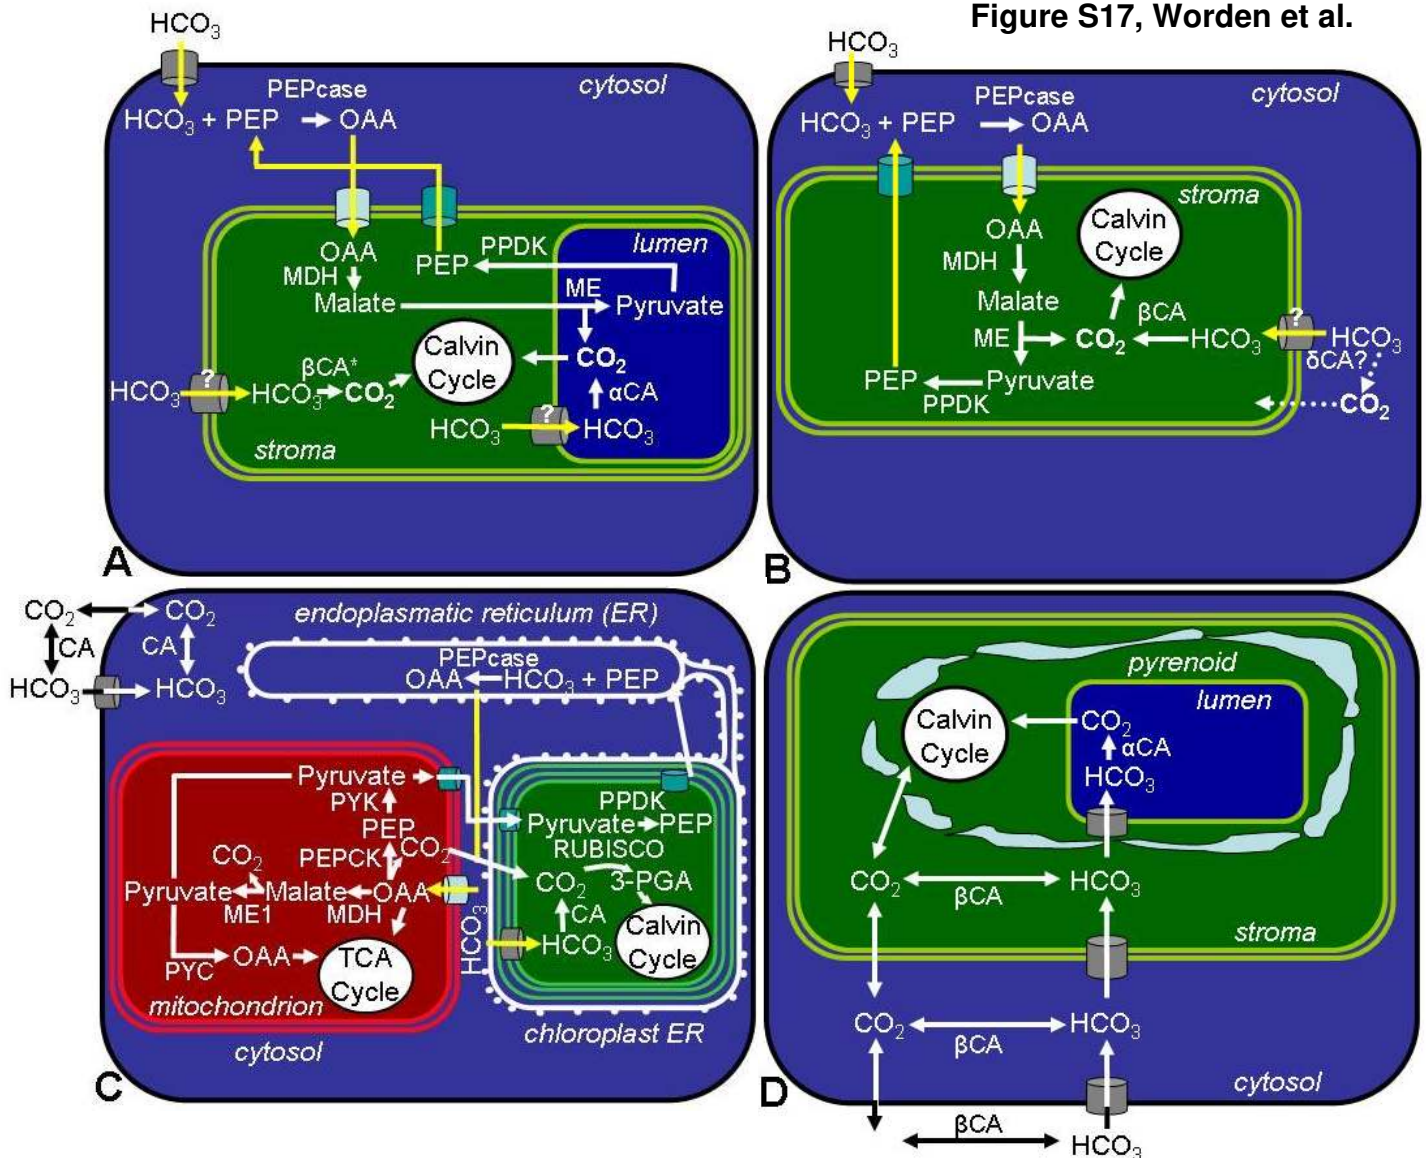 Figure S17, Worden et al.
HCO3
cytosol
PEPcase
HCO3 + PEP OAA
lumen
OAA
PPDK
MDH
PEP
ME
Malate
Pyruvate
Calvin
Cycle
CO2
βCA*
?
HCO3
HCO3
CO2
αCA
?
HCO3
HCO3
stroma
A
HCO3
cytosol
PEPcase
HCO3 + PEP OAA
stroma
Calvin
Cycle
OAA
MDH
Malate
βCA
?
ME
CO2
HCO3
HCO3
δCA?
PEP
Pyruvate
PPDK
CO2
B
CO2
CO2
endoplasmatic reticulum (ER)
CA
CA
PEPcase
HCO3
HCO3
OAA HCO3 + PEP
Pyruvate
PPDK
PYK
Pyruvate PEP
PEP
RUBISCO
CO2
PEPCK
CO2
CO2
3-PGA
Pyruvate Malate OAA
ME1
MDH
CA
HCO3
HCO3
Calvin
Cycle
PYC
OAA
TCA
Cycle
mitochondrion
cytosol
chloroplast ER
C
pyrenoid
lumen
Calvin
Cycle
CO2
αCA
HCO3
CO2
HCO3
βCA
stroma
CO2
HCO3
βCA
cytosol
D
βCA
HCO3